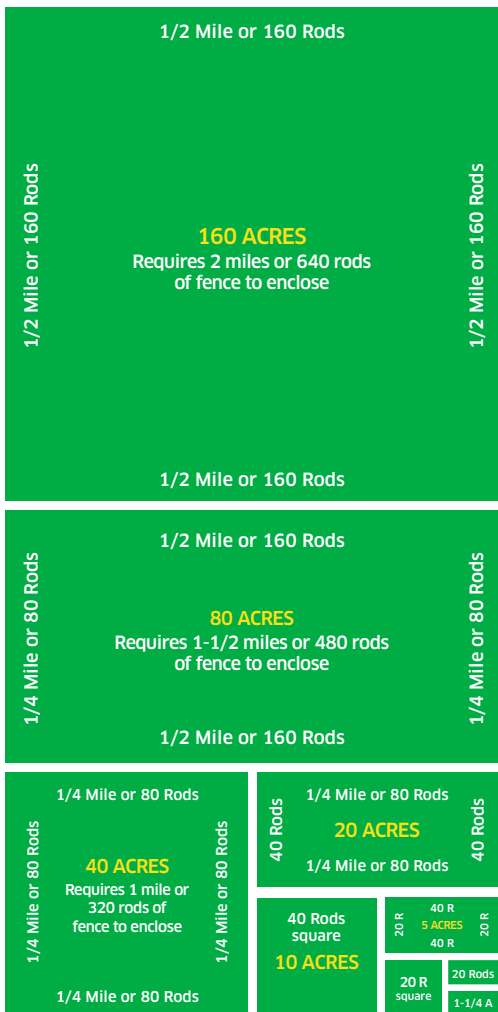 1/2 Mile or 160 Rods
1/2 Mile or 160 Rods
160 ACRES
Requires 2 miles or 640 rods
of fence to enclose
1/2 Mile or 160 Rods
1/2 Mile or 160 Rods
1/2 Mile or 160 Rods
1/4 Mile or 80 Rods
80 ACRES
Requires 1-1/2 miles or 480 rods
of fence to enclose
1/4 Mile or 80 Rods
1/2 Mile or 160 Rods
1/4 Mile or 80 Rods
1/4 Mile or 80 Rods
40 ACRES
Requires 1 mile or
320 rods of
fence to enclose
1/4 Mile or 80 Rods
1/4 Mile or 80 Rods
1/4 Mile or 80 Rods
40 Rods
20 ACRES
40 Rods
1/4 Mile or 80 Rods
40 Rods
square
10 ACRES
40 R
20 R
5 ACRES
20 R
40 R
20 R
square
20 Rods
1-1/4 A